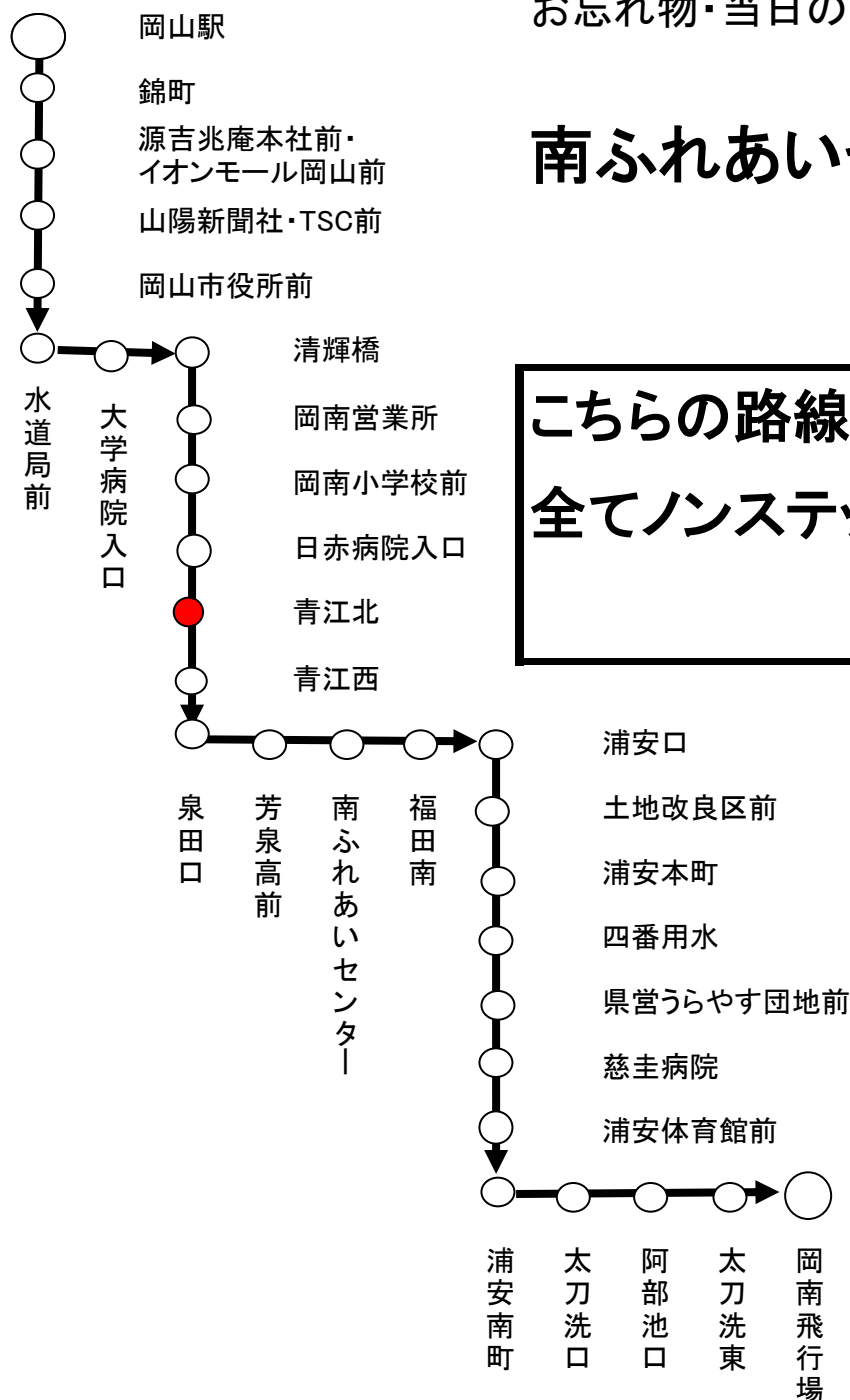 お忘れ物・当日の
南ふれあい
こちらの路線
全てノンステッ
岡山駅
錦町
源吉兆庵本社前・
イオンモール岡山前
山陽新聞社・TSC前
岡山市役所前
水道局前
大学病院入口
清輝橋
岡南営業所
岡南小学校前
日赤病院入口
青江北
青江西
泉田口
芳泉高前
南ふれあいセンター
福田南
浦安口
土地改良区前
浦安本町
四番用水
県営うらやす団地前
慈圭病院
浦安体育館前
浦安南町
太刀洗口
阿部池口
太刀洗東
岡南飛行場